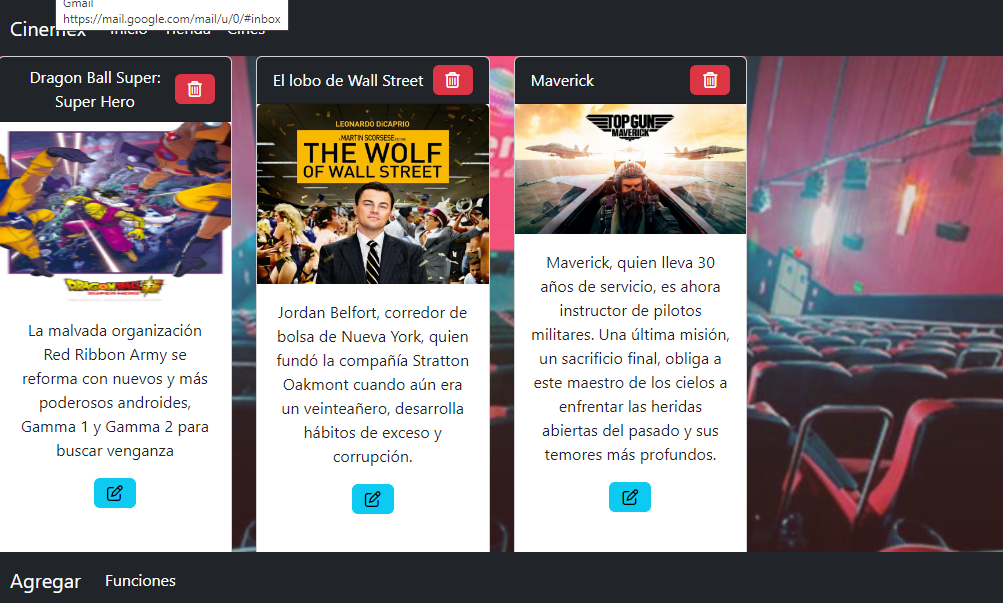 Gmail
https://mail.google.com/mail/u/0/#inbox
Cinemex Inicio Tienda Cines
Dragon Ball Super:
Super Hero
El lobo de Wall Street
Maverick
LEONARDO DiCAPRIO
A MARTIN SCORSESE PICTURE
THE WOLF
OF WALL STREET
TOP GUN
MAVERICK
DRAGON BALL
SUPER HERO
La malvada organización
Red Ribbon Army se
reforma con nuevos y más
poderosos androides,
Gamma 1 y Gamma 2 para
buscar venganza
Jordan Belfort, corredor de
bolsa de Nueva York, quien
fundó la compañía Stratton
Oakmont cuando aún era
un veinteañero, desarrolla
hábitos de exceso y
corrupción.
Maverick, quien lleva 30
años de servicio, es ahora
instructor de pilotos
militares. Una última misión,
un sacrificio final, obliga a
este maestro de los cielos a
enfrentar las heridas
abiertas del pasado y sus
temores más profundos.
Agregar Funciones